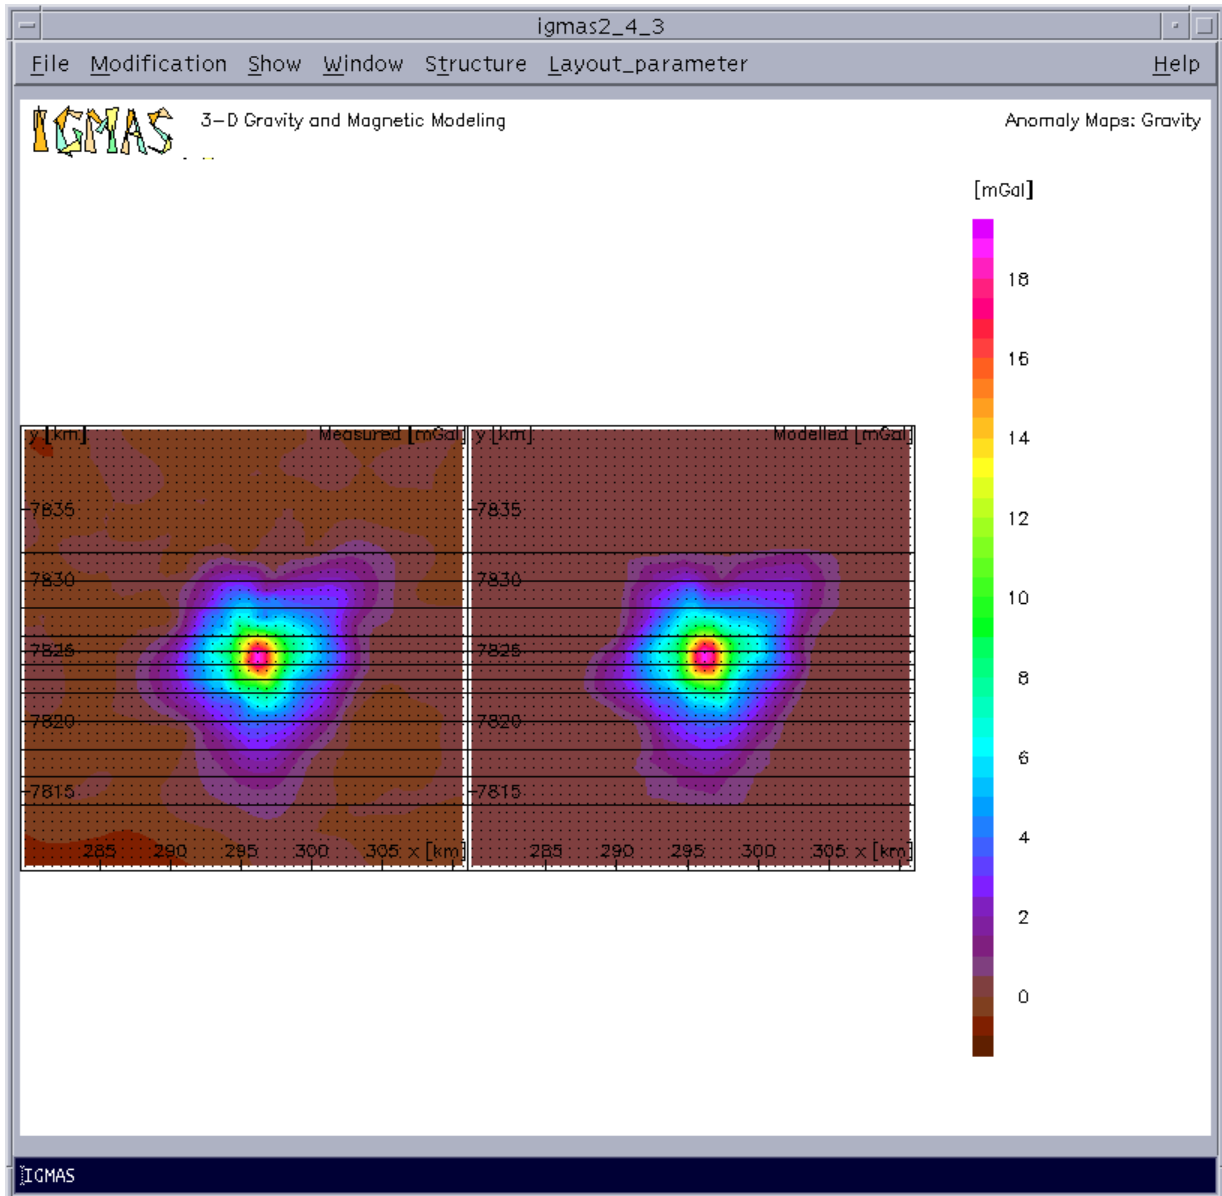 igmas2_4_3
File Modification Show Window Structure Layout_parameter Help
IGMAS 3-D Gravity and Magnetic Modeling Anomaly Maps: Gravity
[mGal]
18
16
14
12
10
8
6
4
2
0
y [km] Measured [mGal] y [km] Modelled [mGal]
7835 7835
7830 7830
7825 7825
7820 7820
7815 7815
285 290 295 300 305 x [km] 285 290 295 300 305 x [km]
IGMAS